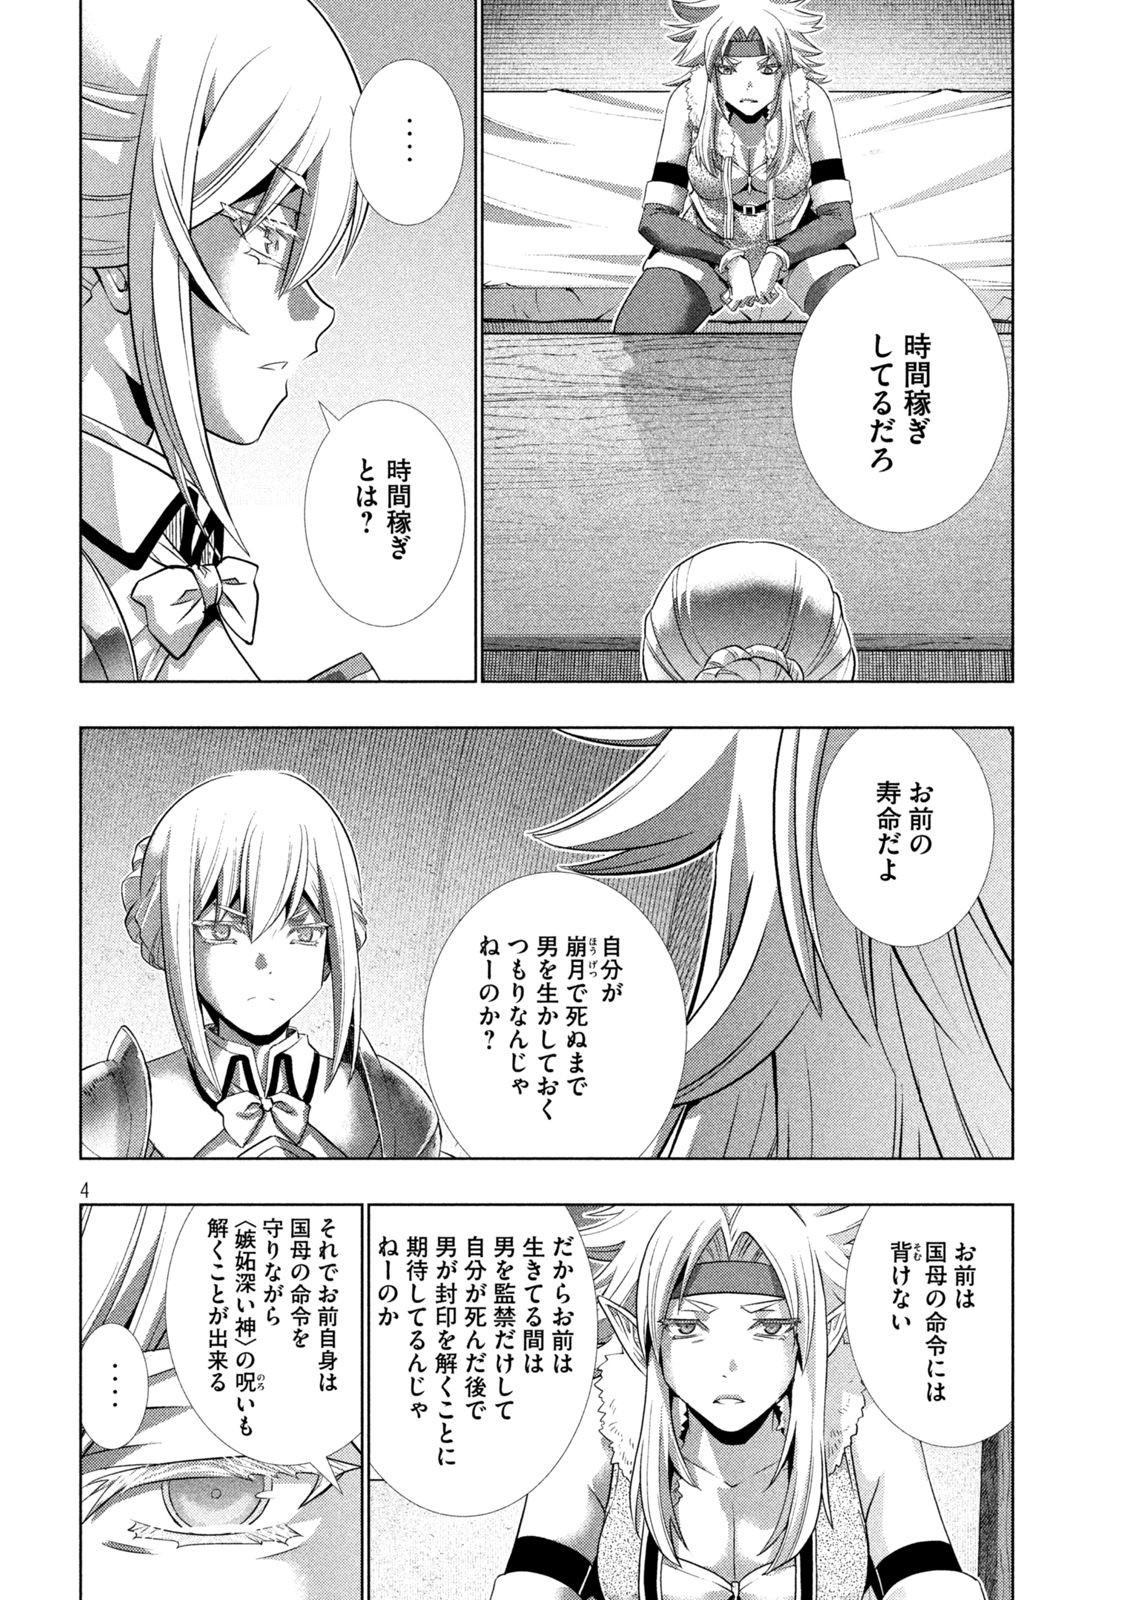 時間稼ぎ
してるだろ
・・・・
時間稼ぎ
とは？
お前の
寿命だよ
自分が
崩月で死ぬまで
ほうげつ
男を生かしておく
つもりなんじゃ
ねーのか？
お前は
国母の命令には
背けない
そむ
だからお前は
生きてる間は
男を監禁だけして
自分が死んだ後で
男が封印を解くことに
期待してるんじゃ
ねーのか
それでお前自身は
国母の命令を
守りながら
〈嫉妬深い神〉の呪いも
のろ
解くことが出来る
・・・・
4